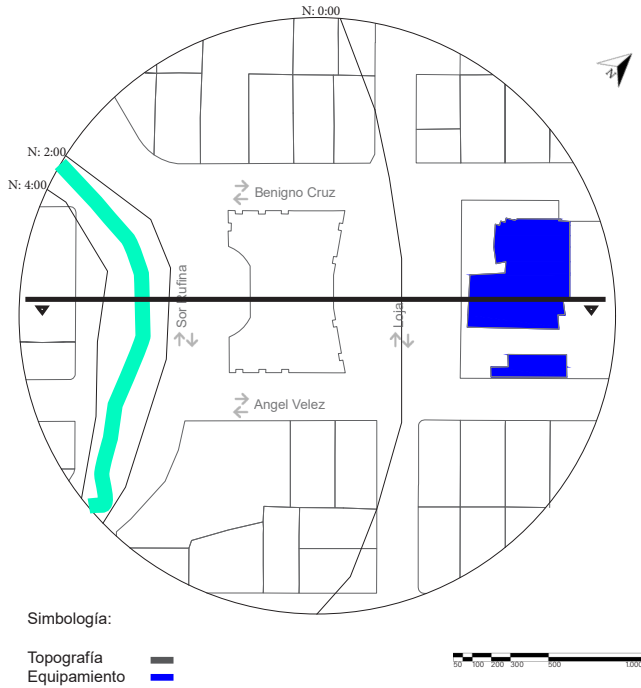 N: 0:00
N
N: 2:00
N: 4:00
Benigno Cruz
Sor Rufina
Loja
Angel Velez
Simbología:
Topografía
Equipamiento
50 100 200 300 500 1.000